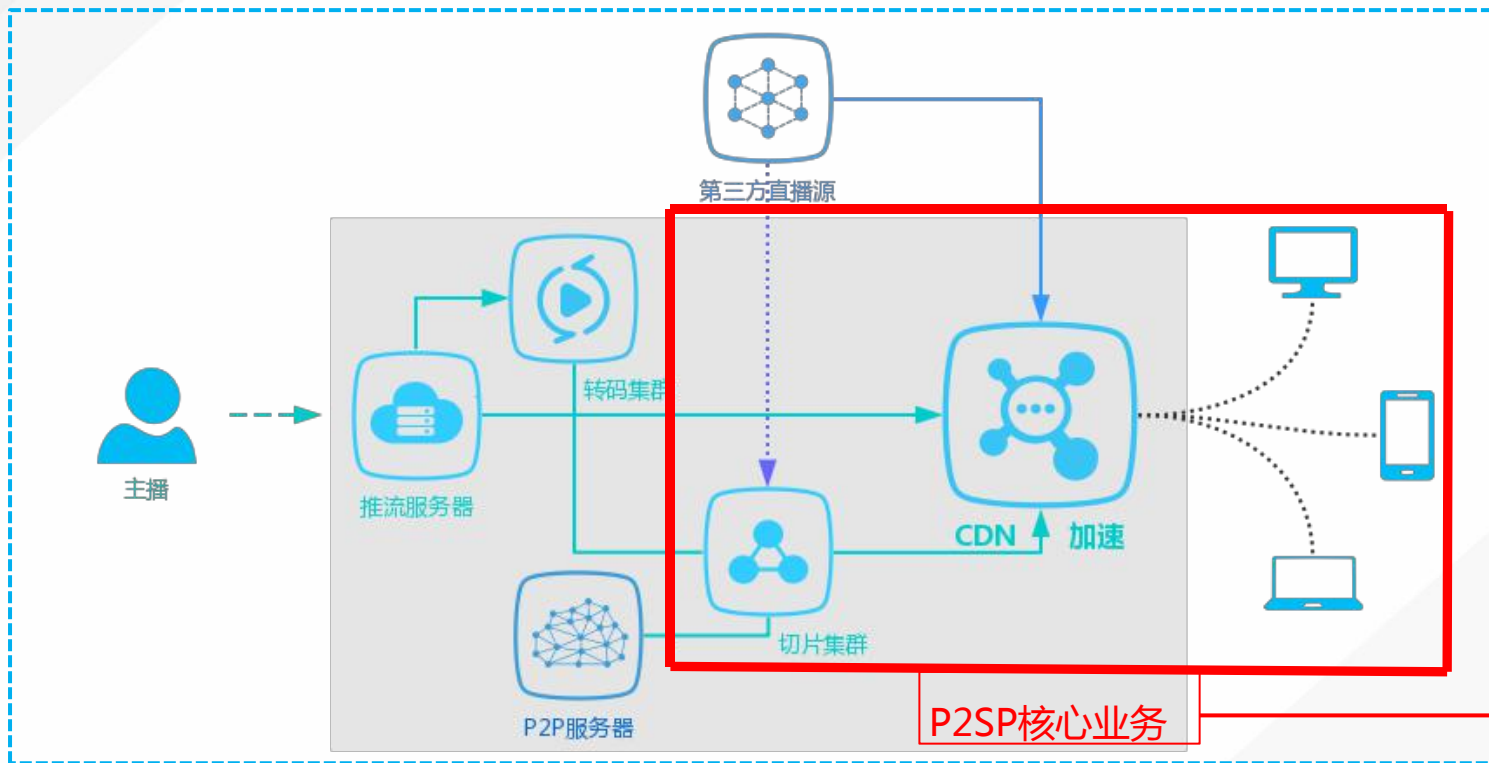 第三方直播源
转码集群
主播
推流服务器
CDN 加速
切片集群
P2P服务器
P2SP核心业务